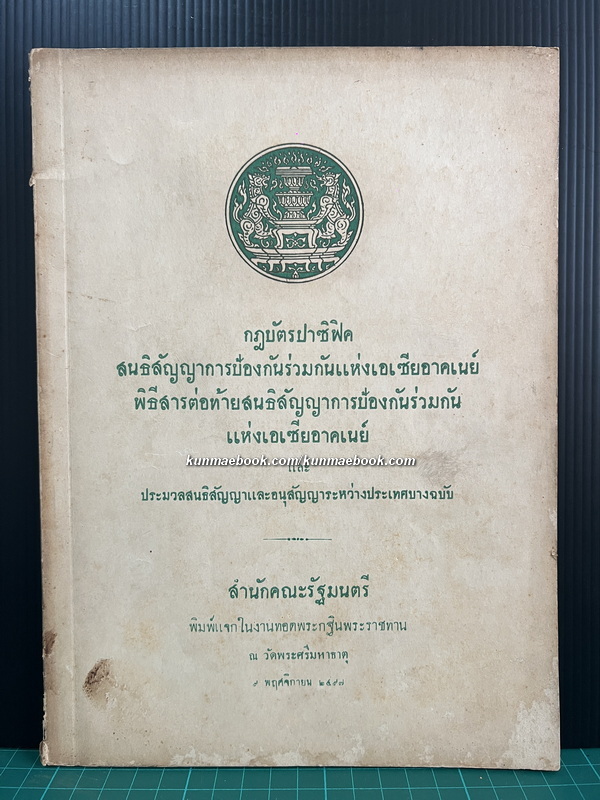 กฎบัตรปาซิฟิค
สนธิสัญญาการป้องกันร่วมกันแห่งเอเซียอาคเนย์
พิธีสารต่อท้ายสนธิสัญญาการป้องกันร่วมกัน
แห่งเอเซียอาคเนย์
kunmaebook.com/kunmaebook.com
และ
ประมวลสนธิสัญญาและอนุสัญญาระหว่างประเทศบางฉบับ
สำนักคณะรัฐมนตรี
พิมพ์แจกในงานทอดพระกฐินพระราชทาน
ณ วัดพระศรีมหาธาตุ
๙ พฤศจิกายน ๒๔๙๗